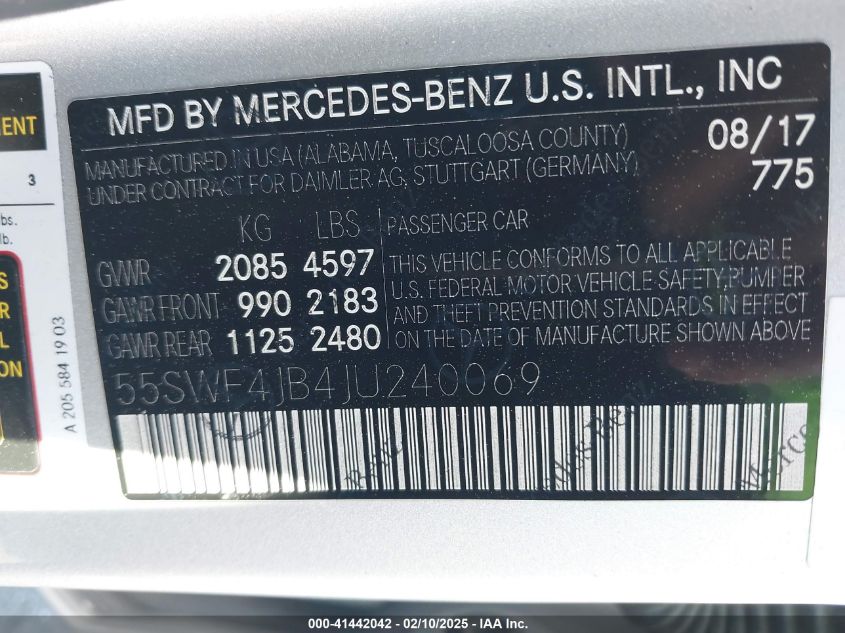 MFD BY MERCEDES-BENZ U.S. INTL., INC
MANUFACTURED IN USA (ALABAMA, TUSCALOOSA COUNTY)
UNDER CONTRACT FOR DAIMLER AG, STUTTGART (GERMANY)
08/17
775
KG LBS
GVWR 2085 4597
GAWR FRONT 990 2183
GAWR REAR 1125 2480
PASSENGER CAR
THIS VEHICLE CONFORMS TO ALL APPLICABLE
U.S. FEDERAL MOTOR VEHICLE SAFETY,PUMPER
AND THEFT PREVENTION STANDARDS IN EFFECT
ON THE DATE OF MANUFACTURE SHOWN ABOVE
55SWF4JB4JU240069
A 205 584 19 03
3
lb.
ON
000-41442042 - 02/10/2025 - IAA Inc.